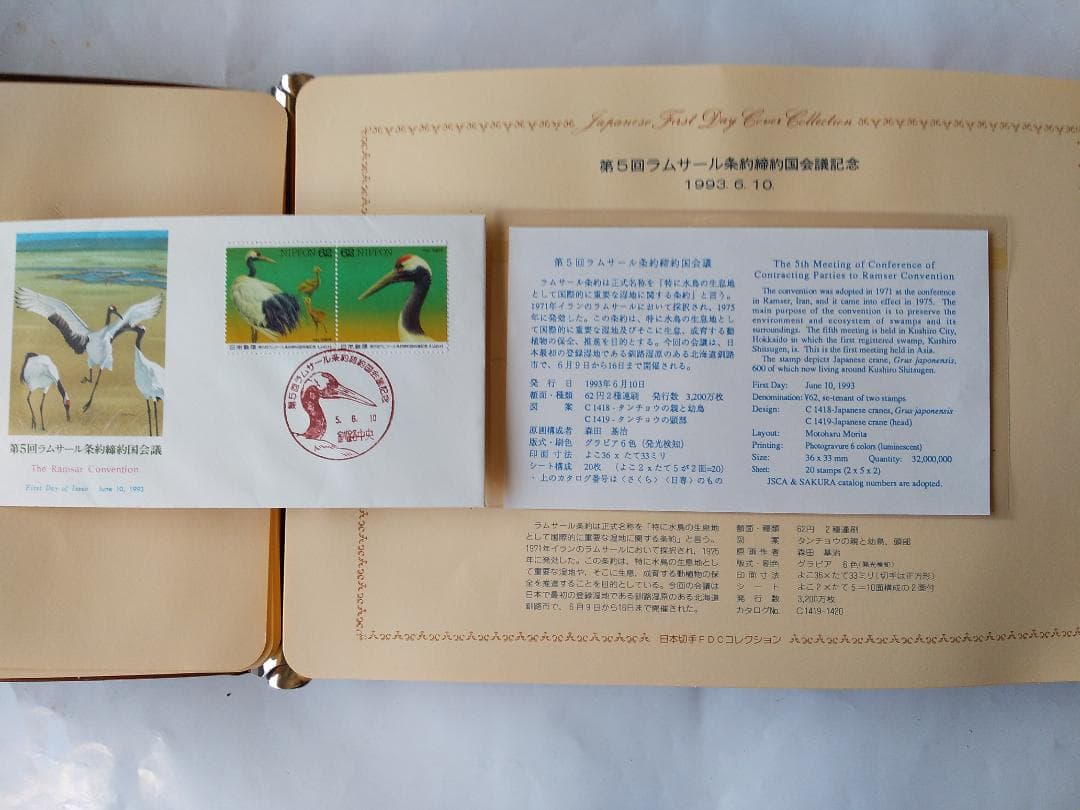 Japanese First Day Cover Collection
第5回ラムサール条約締約国会議記念
1993.6.10.
NIPPON 62
62 NIPPON
日本郵便
日本郵便
第5回ラムサール条約締約国会議記念
5.6.10
釧路中央
第5回ラムサール条約締約国会議
The Ramsar Convention
First Day of Issue June 10, 1993
第5回ラムサール条約締約国会議
ラムサール条約は正式名称を「特に水鳥の生息地
として国際的に重要な湿地に関する条約」と言う。
1971年イランのラムサールにおいて採択され、1975
年に発効した。この条約は、特に水鳥の生息地とし
て国際的に重要な湿地及びそこに生息、成育する動
植物の保全、推進を目的とする。今回の会議は、日
本最初の登録湿地である釧路湿原のある北海道釧路
市で、6月9日から16日まで開催される。
発行日 1993年6月10日
額面・種類 62円2種連刷 発行数 3,200万枚
図案 C1418-タンチョウの親と幼鳥
C1419-タンチョウの頭部
原画構成者 森田基治
版式・刷色 グラビア6色(発光検知)
印面寸法 よこ36×たて33ミリ
シート構成 20枚 (よこ2×たて5が2面=20)
・上のカタログ番号は〈さくら〉〈日専〉のもの
The 5th Meeting of Conference of
Contracting Parties to Ramser Convention
The convention was adopted in 1971 at the conference
in Ramser, Iran, and it came into effect in 1975. The
main purpose of the convention is to preserve the
environment and ecosystem of swamps and its
surroundings. The fifth meeting is held in Kushiro City,
Hokkaido in which the first registered swamp, Kushiro
Shitsugen, is. This is the first meeting held in Asia.
The stamp depicts Japanese crane, Grus japonensis,
600 of which now living around Kushiro Shitsugen.
First Day: June 10, 1993
Denomination: ¥62, se-tenant of two stamps
Design: C 1418-Japanese cranes, Grus japonensis
C 1419-Japanese crane (head)
Layout: Motoharu Morita
Printing: Photogravure 6 colors (luminescent)
Size: 36 x 33 mm Quantity: 32,000,000
Sheet: 20 stamps (2 x 5 x 2)
JSCA & SAKURA catalog numbers are adopted.
ラムサール条約は正式名称を「特に水鳥の生息地
として国際的に重要な湿地に関する条約」と言う。
1971年イランのラムサールにおいて採択され、1975
年に発効した。この条約は、特に水鳥の生息地とし
て重要な湿地や、そこに生息、成育する動植物の保
全を推進することを目的としている。今回の会議は
日本で最初の登録湿地である釧路湿原のある北海道
釧路市で、6月9日から16日まで開催された。
額面・種類 62円 2種連刷
図案 タンチョウの親と幼鳥、頭部
原画作者 森田基治
版式・刷色 グラビア 6色(発光検知)
印面寸法 よこ36×たて33ミリ(切手は正方形)
シート よこ2×たて5=10面構成の2面付
発行数 3,200万枚
カタログNo. C1419-1420
日本切手FDCコレクション